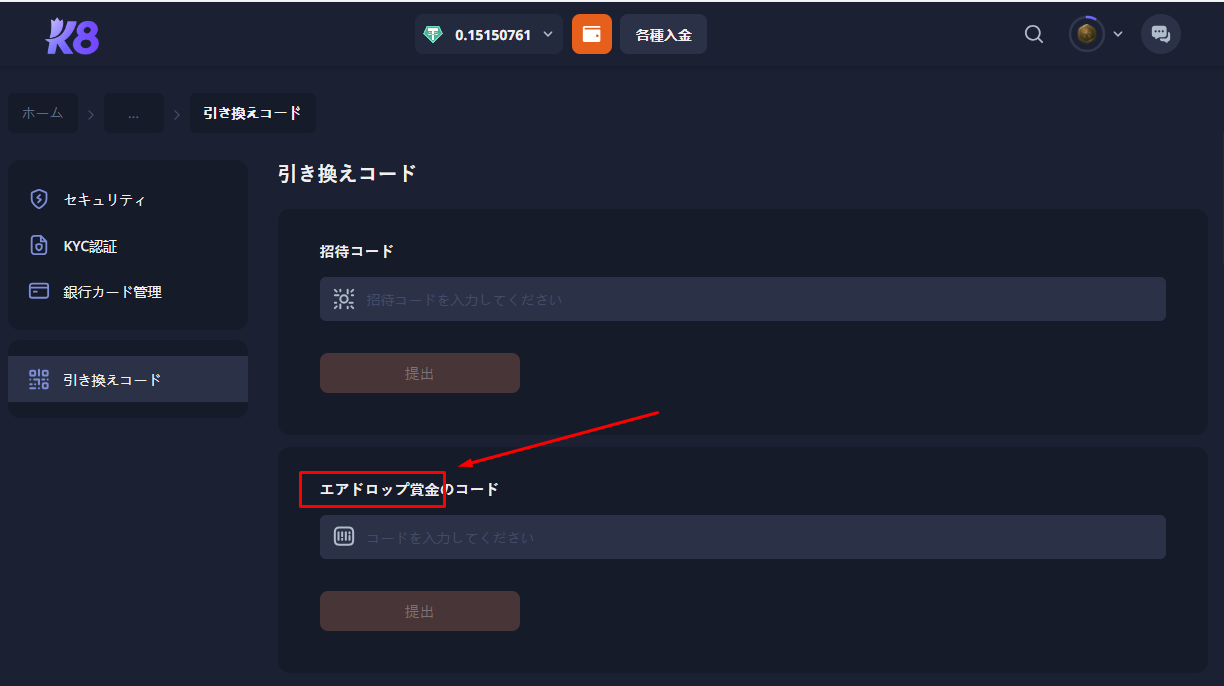 K8
0.15150761
各種入金
ホーム
...
引き換えコード
セキュリティ
KYC認証
銀行カード管理
引き換えコード
引き換えコード
招待コード
招待コードを入力してください
提出
エアドロップ賞金のコード
コードを入力してください
提出